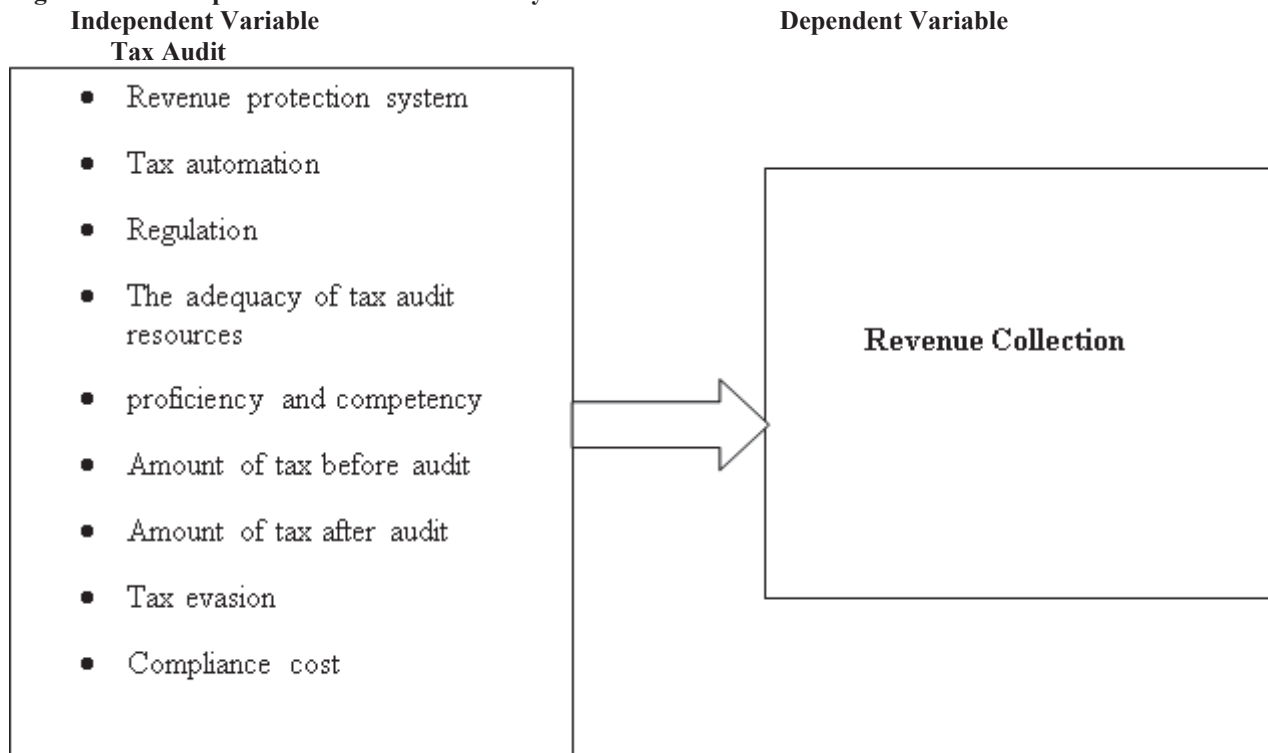 Independent Variable Dependent Variable
Tax Audit
• Revenue protection system
• Tax automation
• Regulation
• The adequacy of tax audit
resources
• proficiency and competency
• Amount of tax before audit
• Amount of tax after audit
• Tax evasion
• Compliance cost
Revenue Collection